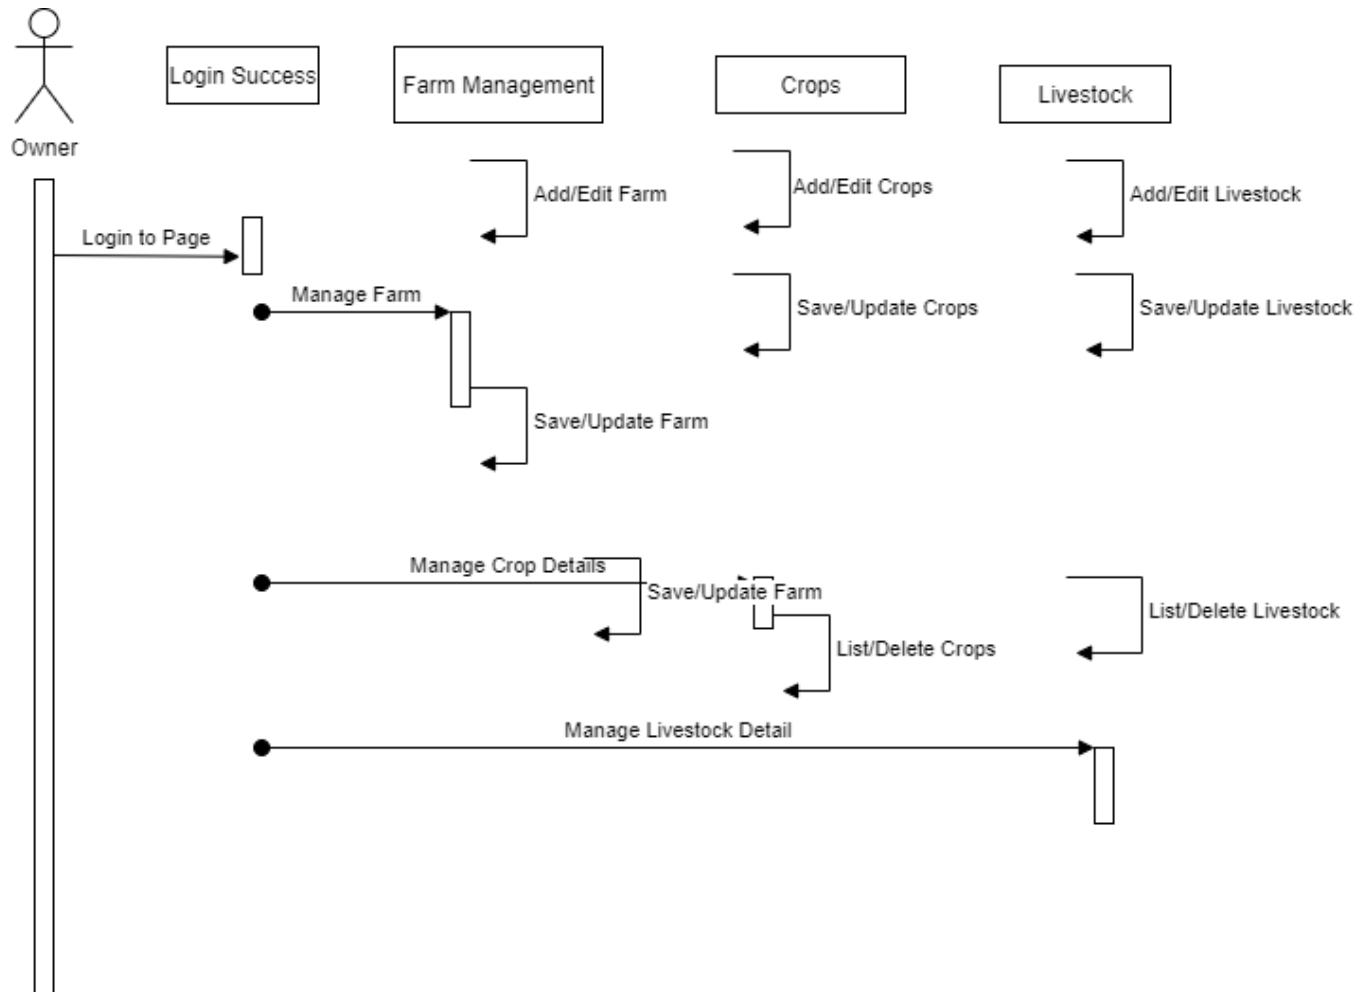 Owner
Login Success
Farm Management
Crops
Livestock
Add/Edit Farm
Add/Edit Crops
Add/Edit Livestock
Login to Page
Manage Farm
Save/Update Crops
Save/Update Livestock
Save/Update Farm
Manage Crop Details
Save/Update Farm
List/Delete Livestock
List/Delete Crops
Manage Livestock Detail